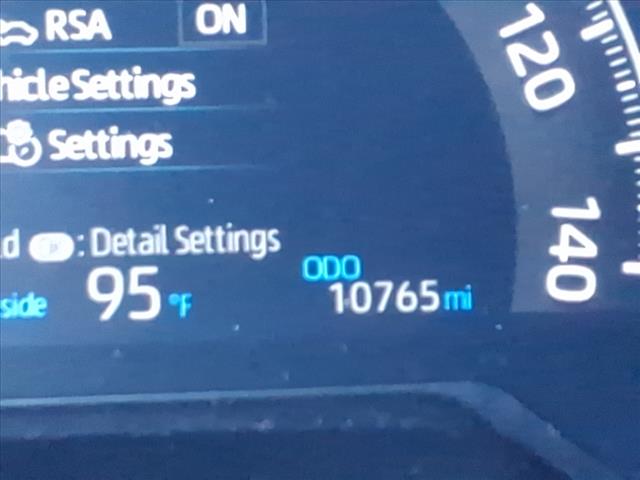 RSA ON
hicle Settings
Settings
d : Detail Settings
side 95 °F
ODO
10765 mi
120
140